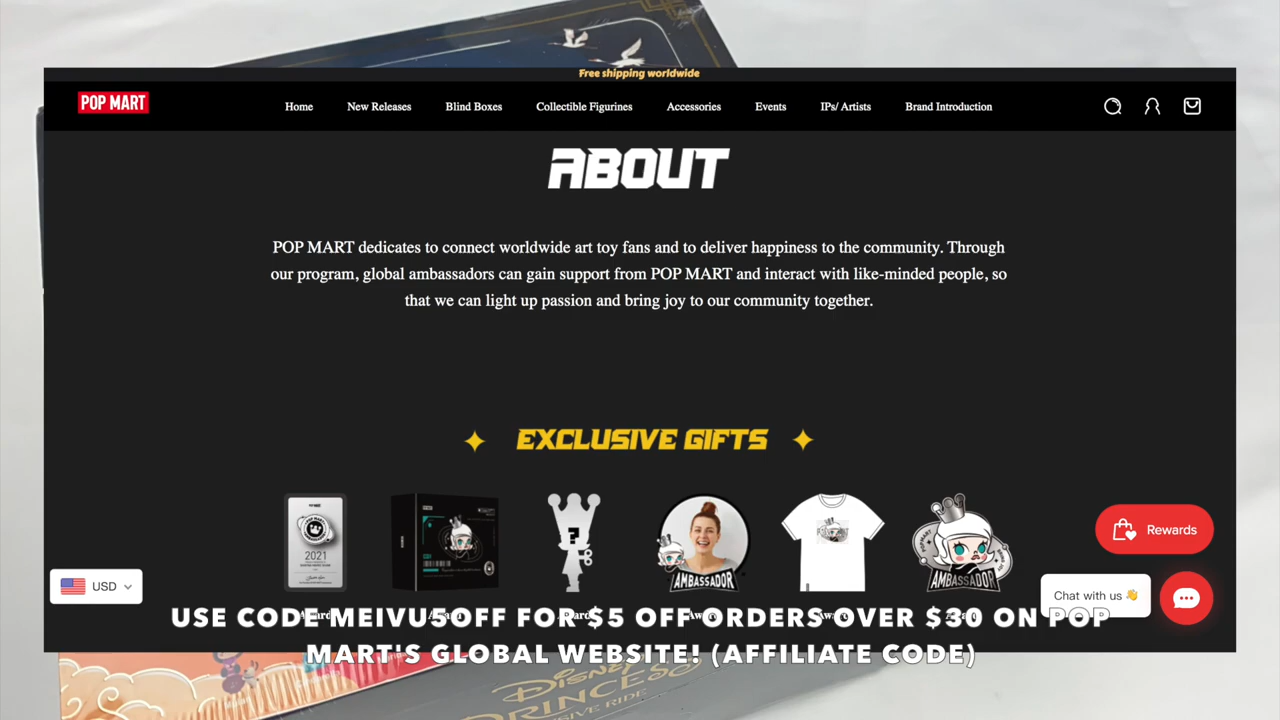 Free shipping worldwide
POP MART
Home New Releases Blind Boxes Collectible Figurines Accessories Events IPs/ Artists Brand Introduction
ABOUT
POP MART dedicates to connect worldwide art toy fans and to deliver happiness to the community. Through
our program, global ambassadors can gain support from POP MART and interact with like-minded people, so
that we can light up passion and bring joy to our community together.
EXCLUSIVE GIFTS
2021
AMBASSADOR
AMBASSADOR
Rewards
USD
Chat with us 👋
USE CODE MEIVU5OFF FOR $5 OFF ORDERS OVER $30 ON POP
MART'S GLOBAL WEBSITE! (AFFILIATE CODE)
DISNEY
PRINCESS
RIDE